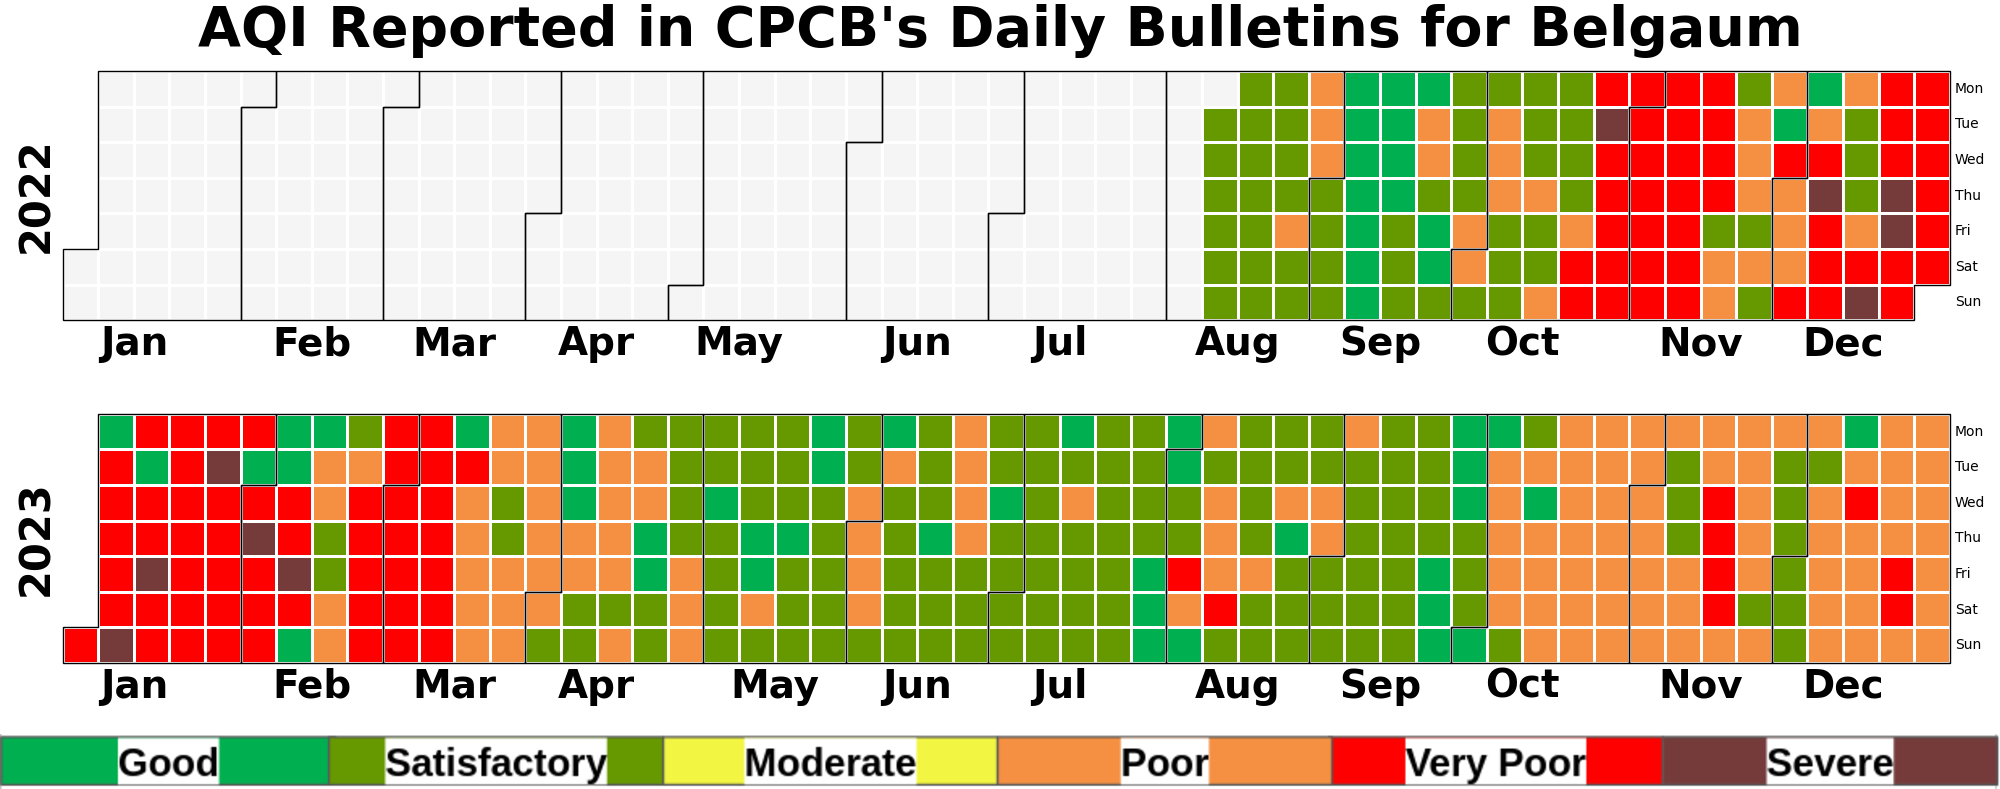 AQI Reported in CPCB's Daily Bulletins for Belgaum
2022
Mon
Tue
Wed
Thu
Fri
Sat
Sun
Jan Feb Mar Apr May Jun Jul Aug Sep Oct Nov Dec
2023
Mon
Tue
Wed
Thu
Fri
Sat
Sun
Jan Feb Mar Apr May Jun Jul Aug Sep Oct Nov Dec
Good Satisfactory Moderate Poor Very Poor Severe